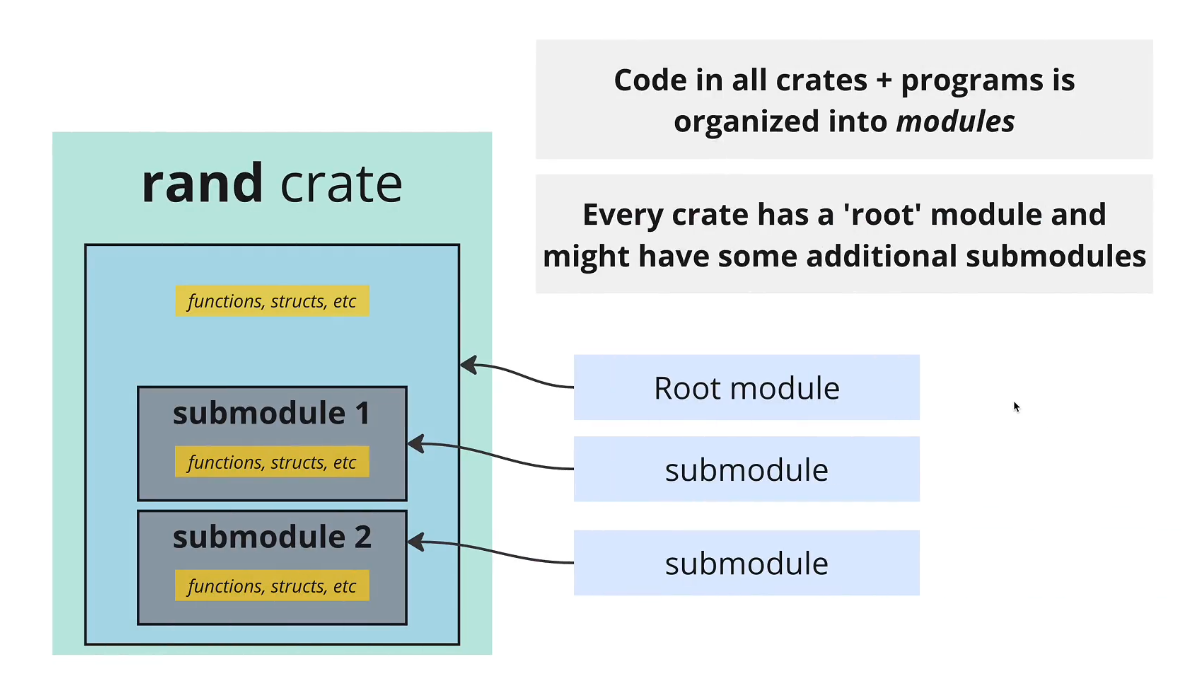 Code in all crates + programs is
organized into modules
Every crate has a 'root' module and
might have some additional submodules
rand crate
functions, structs, etc
submodule 1
functions, structs, etc
submodule 2
functions, structs, etc
Root module
submodule
submodule